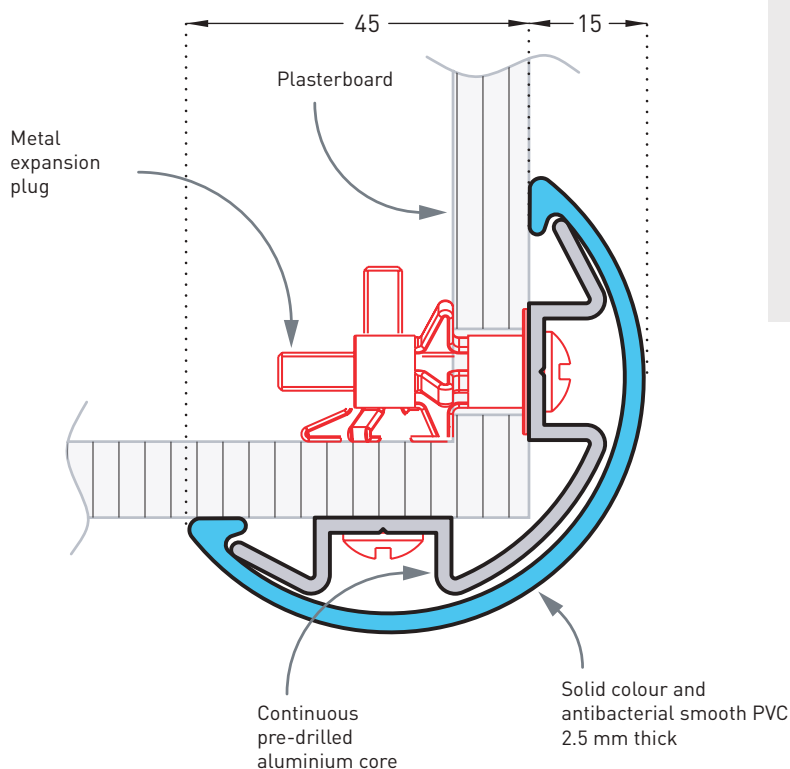 45
15
Plasterboard
Metal
expansion
plug
Solid colour and
antibacterial smooth PVC
2.5 mm thick
Continuous
pre-drilled
aluminium core